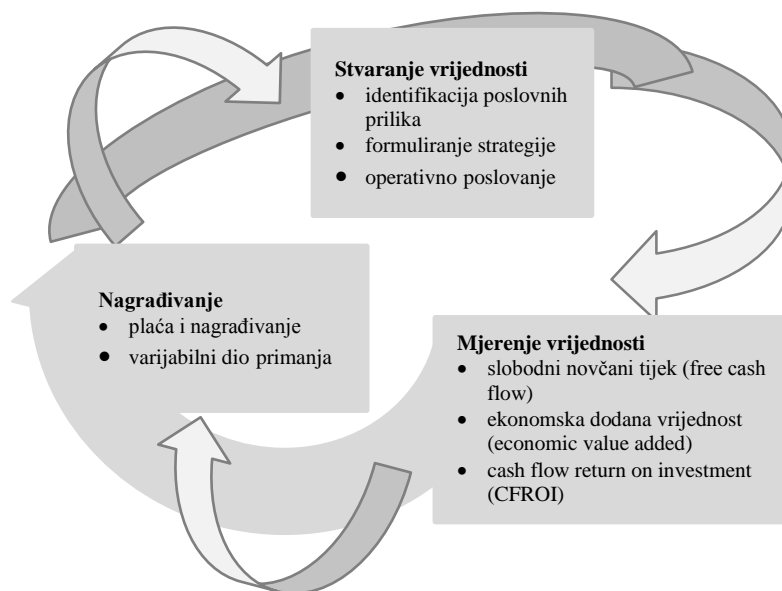 Stvaranje vrijednosti
• identifikacija poslovnih
prilika
• formuliranje strategije
• operativno poslovanje
Nagrađivanje
• plaća i nagrađivanje
• varijabilni dio primanja
Mjerenje vrijednosti
• slobodni novčani tijek (free cash
flow)
• ekonomska dodana vrijednost
(economic value added)
• cash flow return on investment
(CFROI)